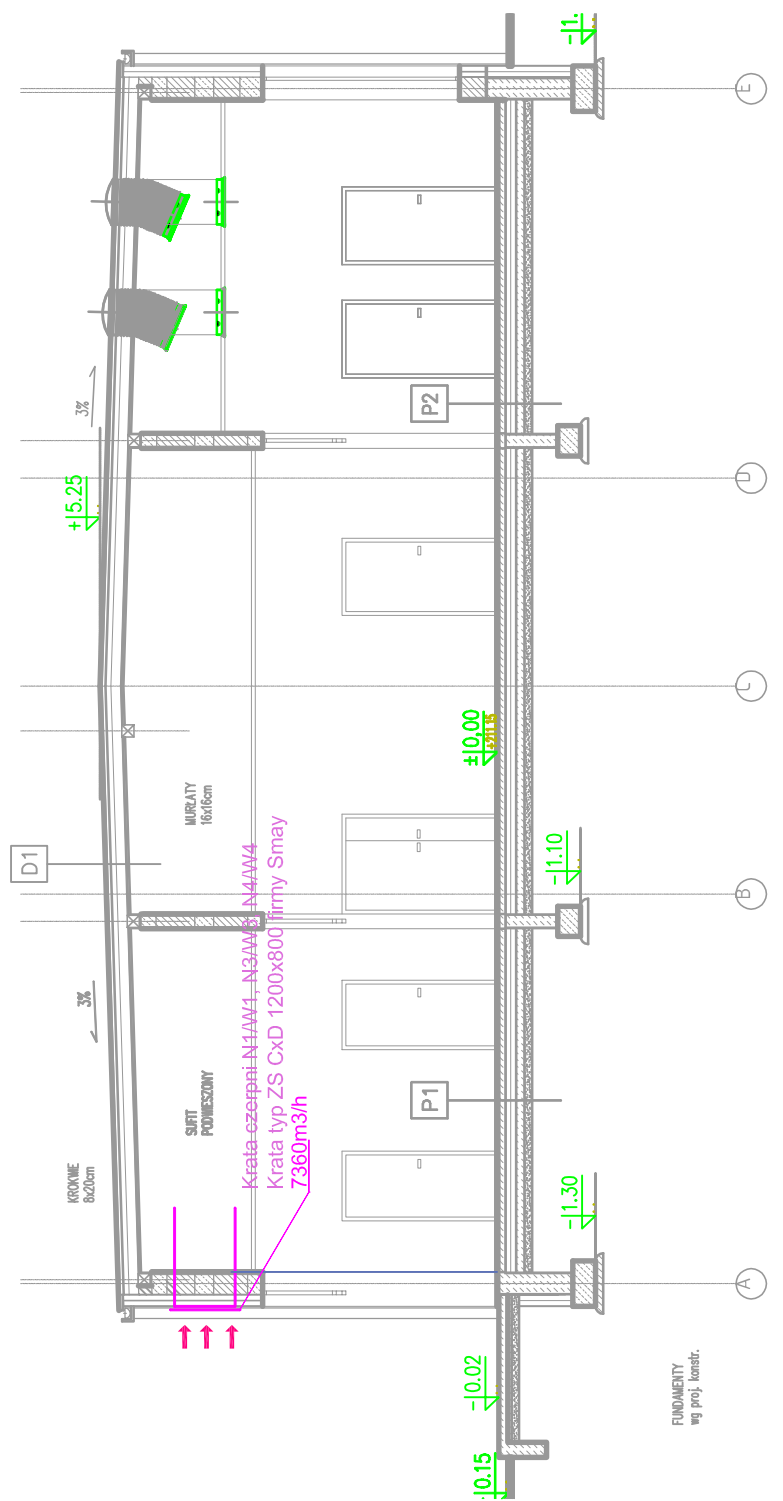 KROKWIE
8x20cm
3%
D1
+5.25
3%
SUFIT
PODWIESZONY
MURŁATY
16x16cm
Krata czerpni N1/W1, N3/W3, N4/W4
Krata typ ZS CxD 1200x800 firmy Smay
7360m3/h
P1
P2
±0,00
-0.02
0.15
-1.30
-1.10
-1.
FUNDAMENTY
wg proj. konstr.
A
B
C
D
E